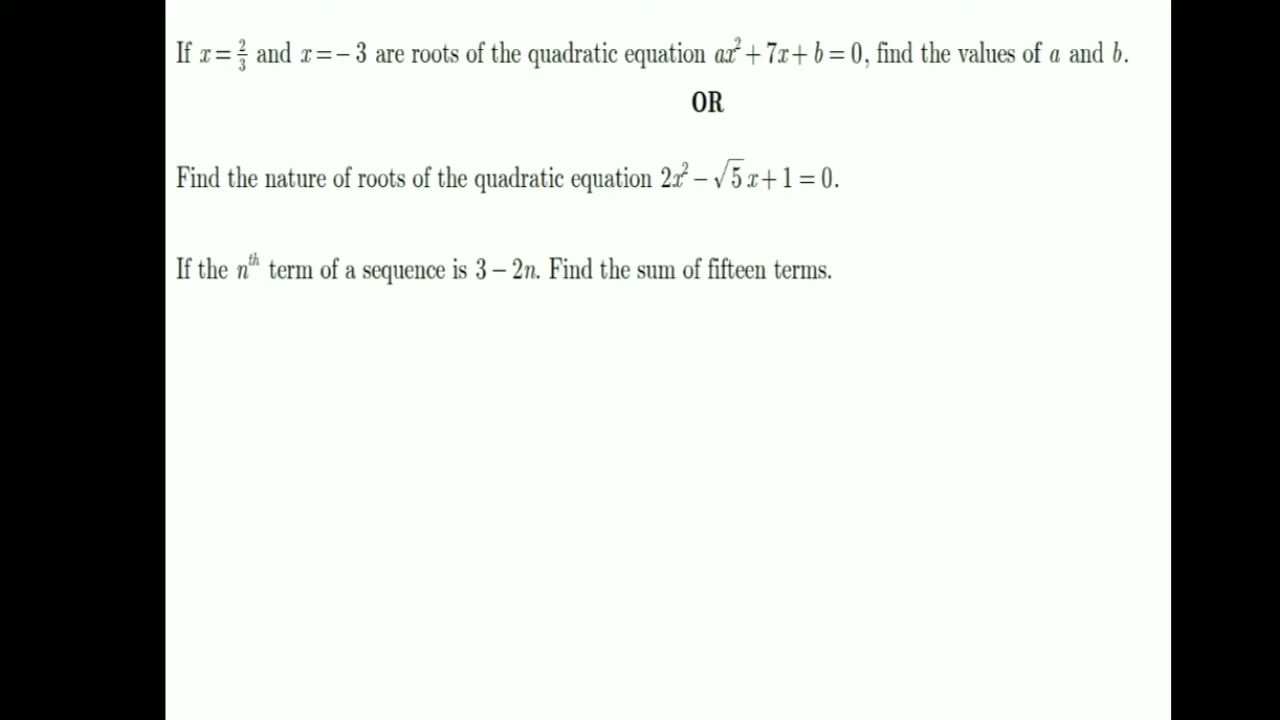 If x = 2/3 and x = – 3 are roots of the quadratic equation ax² + 7x + b = 0, find the values of a and b.
OR
Find the nature of roots of the quadratic equation 2x² – √5 x + 1 = 0.
If the nᵗʰ term of a sequence is 3 – 2n. Find the sum of fifteen terms.